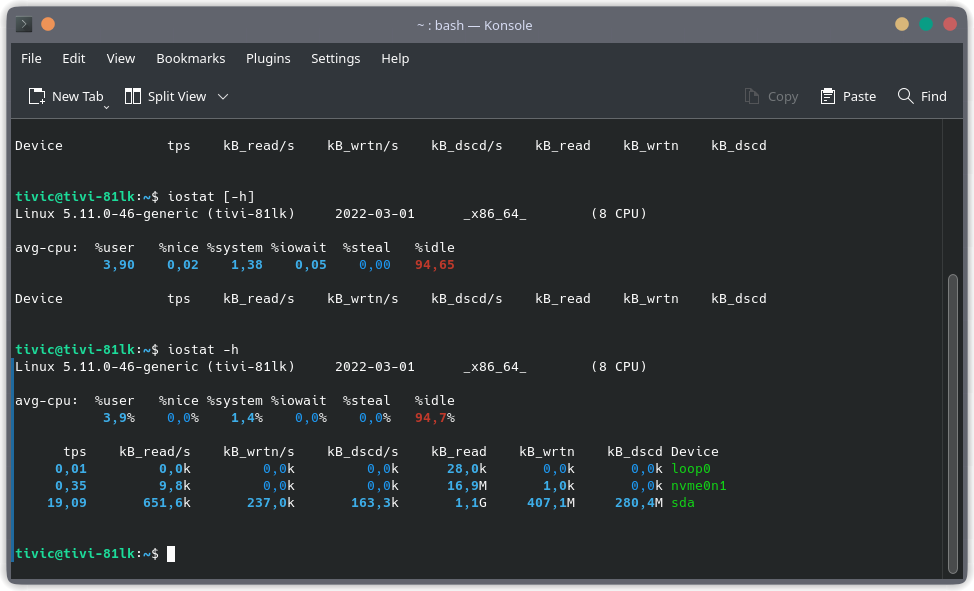 ~ : bash — Konsole
File Edit View Bookmarks Plugins Settings Help
New Tab Split View Copy Paste Find
Device tps kB_read/s kB_wrtn/s kB_dscd/s kB_read kB_wrtn kB_dscd
tivic@tivi-81lk:~$ iostat [-h]
Linux 5.11.0-46-generic (tivi-81lk) 2022-03-01 _x86_64_ (8 CPU)
avg-cpu: %user %nice %system %iowait %steal %idle
3,90 0,02 1,38 0,05 0,00 94,65
Device tps kB_read/s kB_wrtn/s kB_dscd/s kB_read kB_wrtn kB_dscd
tivic@tivi-81lk:~$ iostat -h
Linux 5.11.0-46-generic (tivi-81lk) 2022-03-01 _x86_64_ (8 CPU)
avg-cpu: %user %nice %system %iowait %steal %idle
3,9% 0,0% 1,4% 0,0% 0,0% 94,7%
tps kB_read/s kB_wrtn/s kB_dscd/s kB_read kB_wrtn kB_dscd Device
0,01 0,0k 0,0k 0,0k 28,0k 0,0k 0,0k loop0
0,35 9,8k 0,0k 0,0k 16,9M 1,0k 0,0k nvme0n1
19,09 651,6k 237,0k 163,3k 1,1G 407,1M 280,4M sda
tivic@tivi-81lk:~$